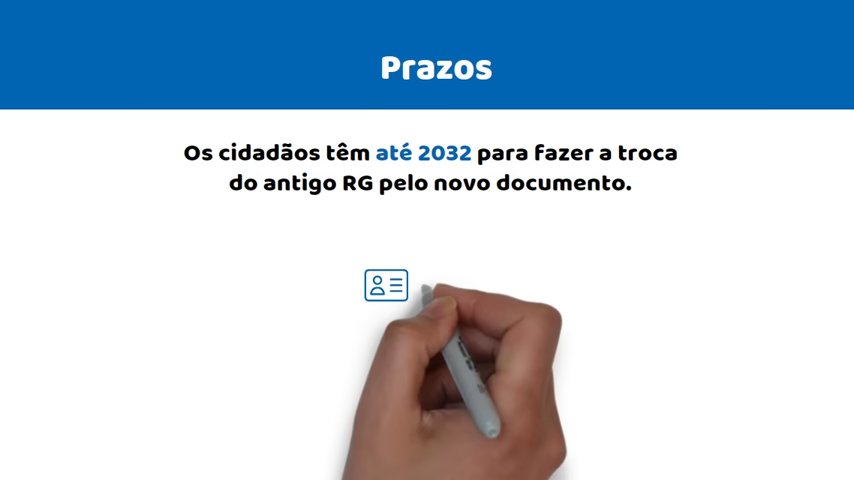 Prazos
Os cidadãos têm até 2032 para fazer a troca
do antigo RG pelo novo documento.